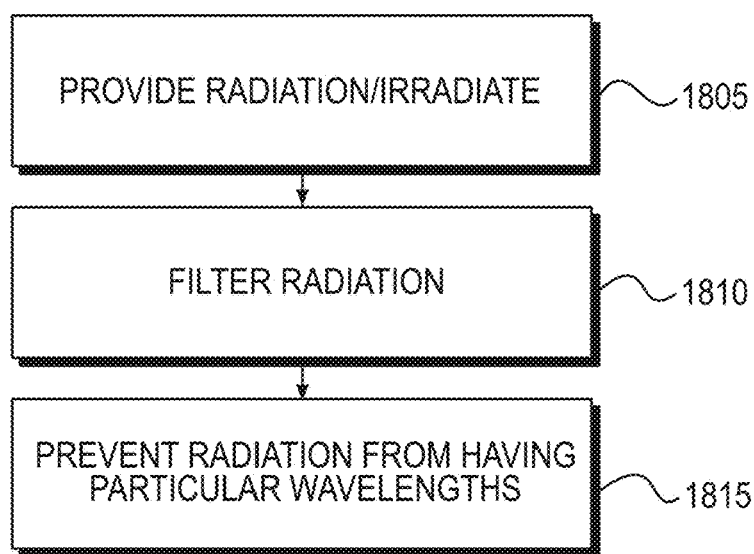 PROVIDE RADIATION/IRRADIATE
1805
FILTER RADIATION
1810
PREVENT RADIATION FROM HAVING
PARTICULAR WAVELENGTHS
1815